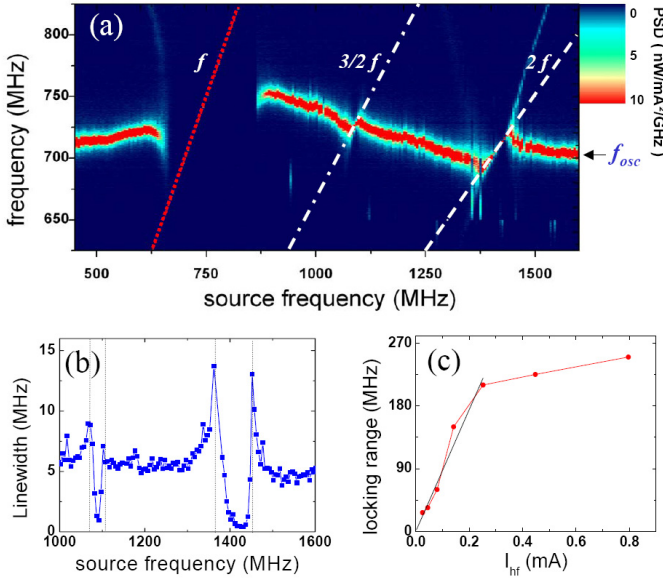 (a)
f
3/2 f
2 f
800
750
700
650
frequency (MHz)
500
750
1000
1250
1500
source frequency (MHz)
0
5
10
PSD ( nW/mA²/GHz)
f_osc
(b)
15
10
5
0
Linewidth (MHz)
1000
1200
1400
1600
source frequency (MHz)
(c)
270
180
90
0
locking range (MHz)
0.0
0.2
0.4
0.6
0.8
I_hf (mA)